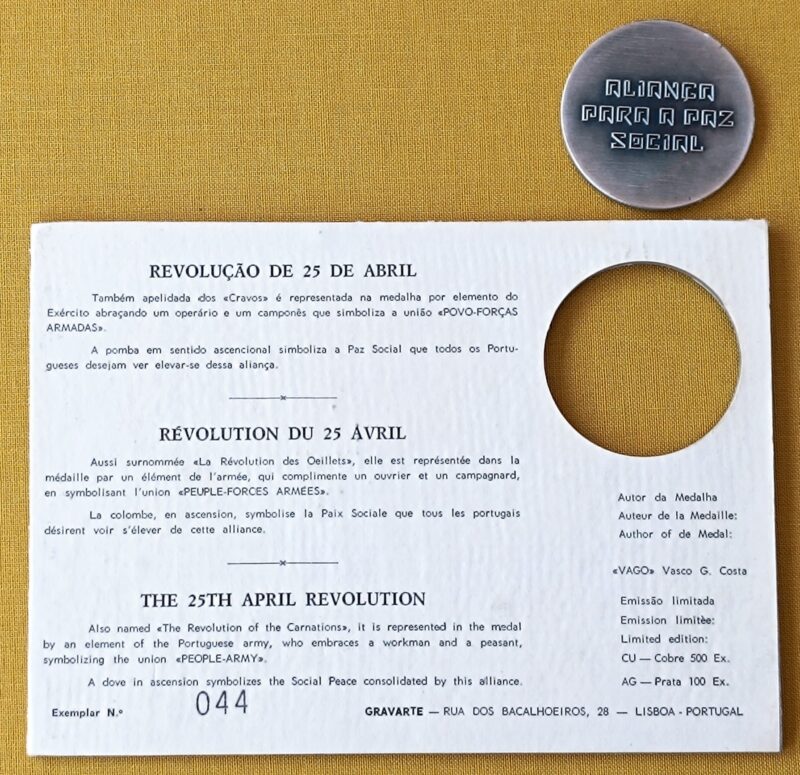 ALIANÇA
PARA A PAZ
SOCIAL
REVOLUÇÃO DE 25 DE ABRIL
Também apelidada dos «Cravos» é representada na medalha por elemento do
Exército abraçando um operário e um camponês que simboliza a união «POVO-FORÇAS
ARMADAS».
A pomba em sentido ascencional simboliza a Paz Social que todos os Portu-
gueses desejam ver elevar-se dessa aliança.
RÉVOLUTION DU 25 ÀVRIL
Aussi surnommée «La Révolution des Oeillets», elle est représentée dans la
médaille par un élément de l'armée, qui complimente un ouvrier et un campagnard,
en symbolisant l'union «PEUPLE-FORCES ARMÉES».
La colombe, en ascension, symbolise la Paix Sociale que tous les portugais
désirent voir s'élever de cette alliance.
THE 25TH APRIL REVOLUTION
Also named «The Revolution of the Carnations», it is represented in the medal
by an element of the Portuguese army, who embraces a workman and a peasant,
symbolizing the union «PEOPLE-ARMY».
A dove in ascension symbolizes the Social Peace consolidated by this alliance.
Exemplar N.º 044
Autor da Medalha
Auteur de la Medaille:
Author of de Medal:
«VAGO» Vasco G. Costa
Emissão limitada
Emission limitèe:
Limited edition:
CU — Cobre 500 Ex.
AG — Prata 100 Ex.
GRAVARTE — RUA DOS BACALHOEIROS, 28 — LISBOA - PORTUGAL